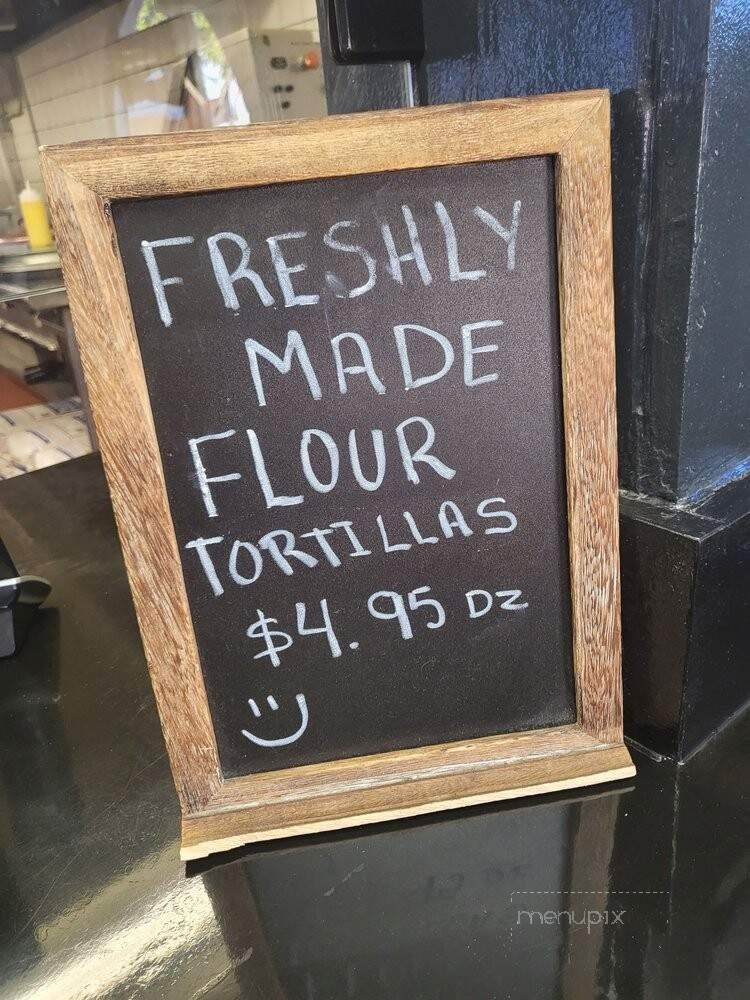 FRESHLY
MADE
FLOUR
TORTILLAS
$4.95 DZ
menupix